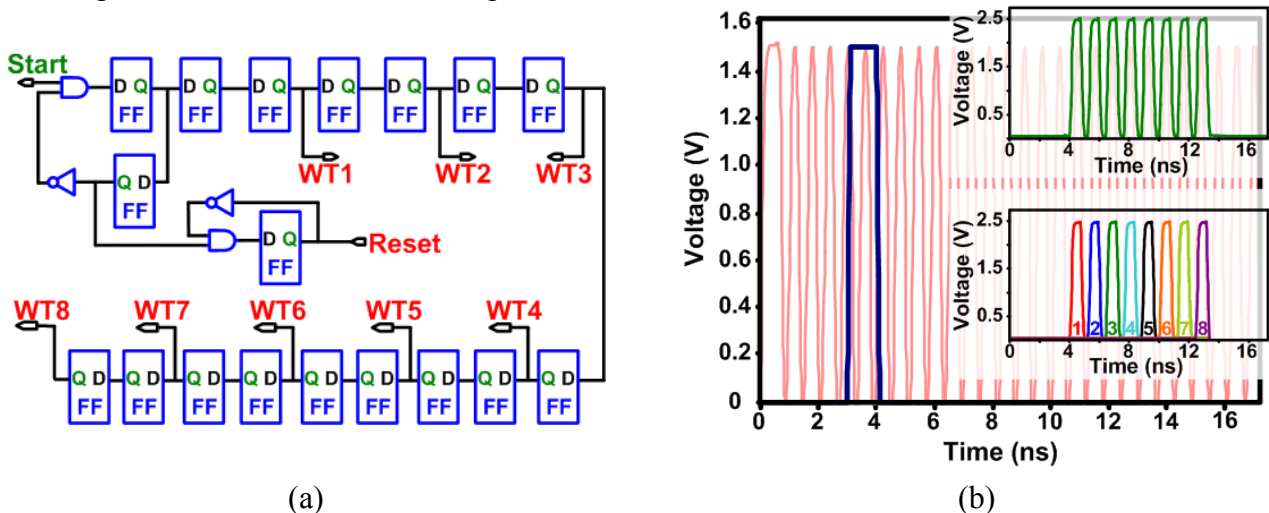 Start
D Q D Q D Q D Q D Q D Q D Q
FF FF FF FF FF FF FF
WT1 WT2 WT3
Q D
FF
D Q
FF
Reset
WT8 WT7 WT6 WT5 WT4
Q D Q D Q D Q D Q D Q D Q D Q D
FF FF FF FF FF FF FF FF
(a)
(b)
Voltage (V)
1.6
1.4
1.2
1.0
0.8
0.6
0.4
0.2
0
0 2 4 6 8 10 12 14 16
Time (ns)
Voltage (V)
2.5
1.5
0.5
0 4 8 12 16
Time (ns)
Voltage (V)
2.5
1.5
0.5
1 2 3 4 5 6 7 8
0 4 8 12 16
Time (ns)